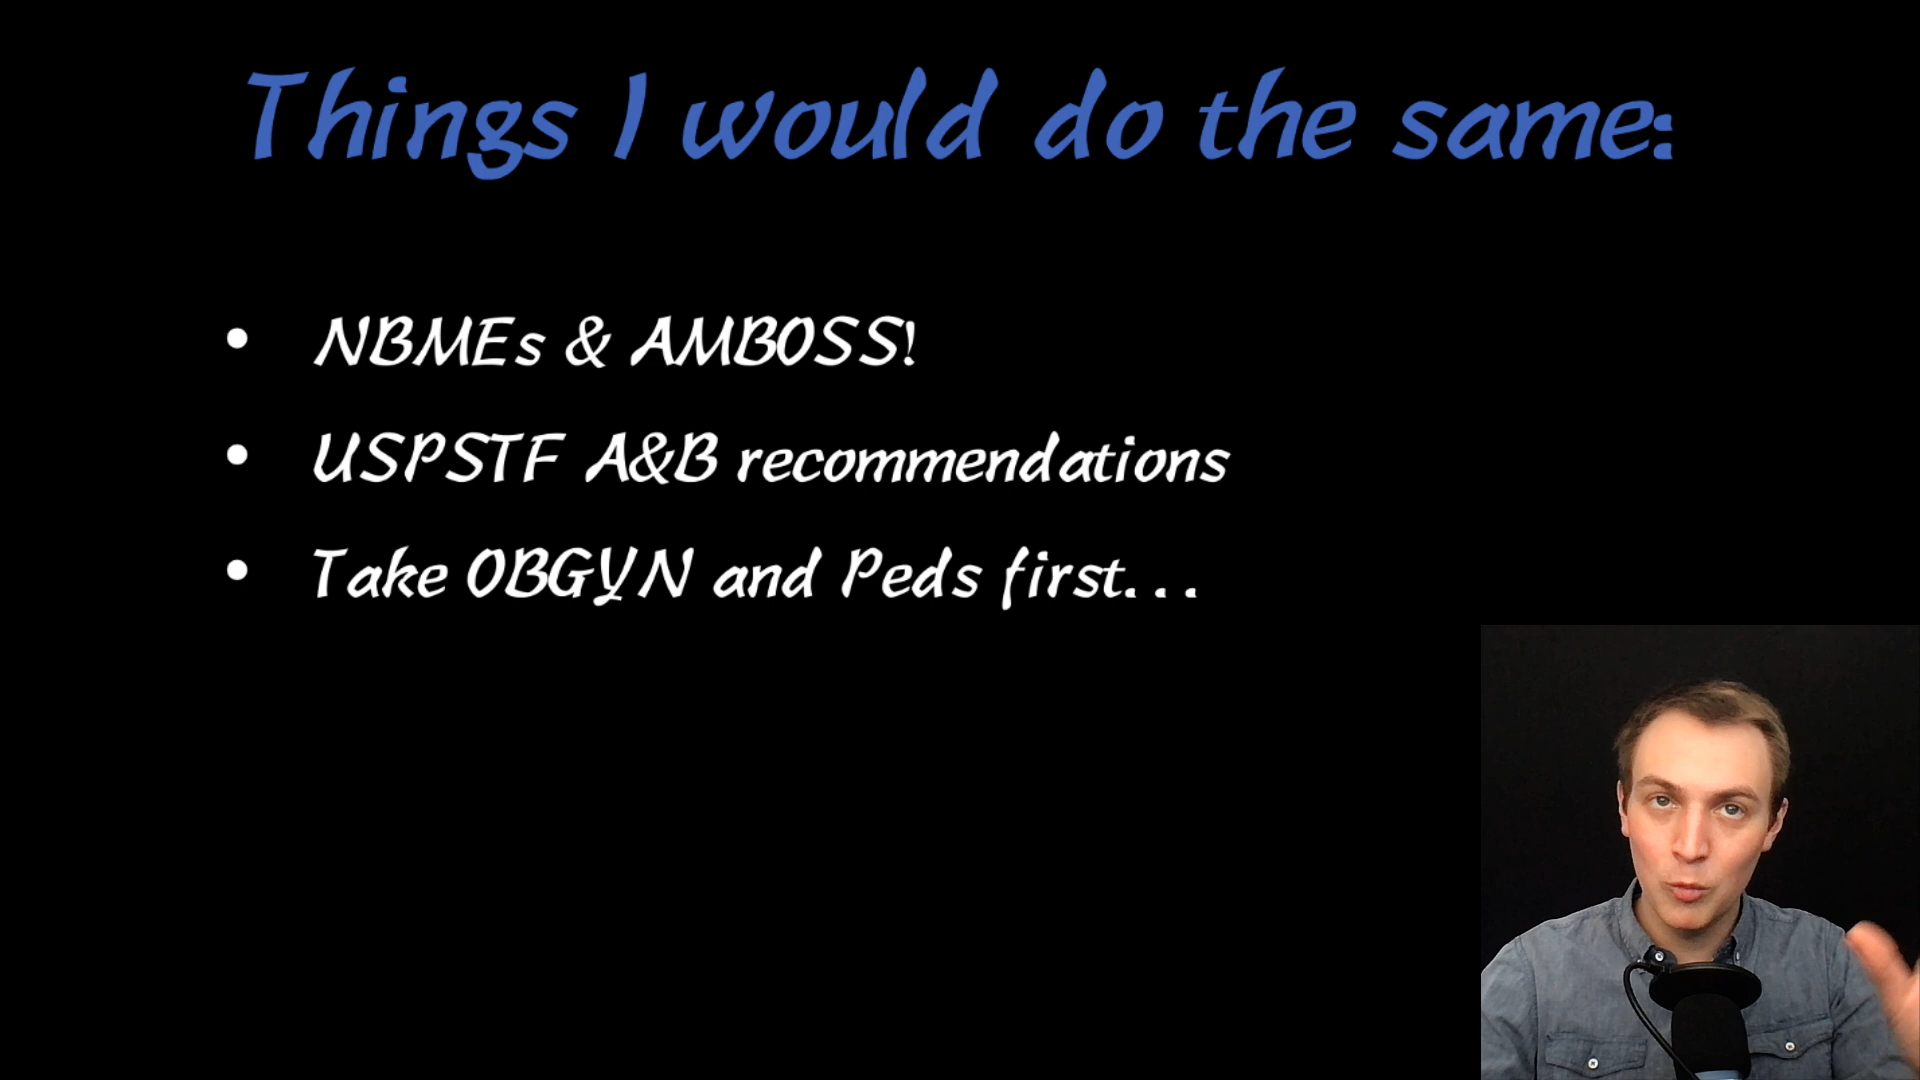 Things I would do the same:
• NBMEs & AMBOSS!
• USPSTF A&B recommendations
• Take OBGYN and Peds first...